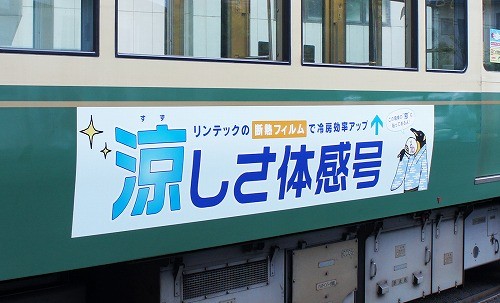 リンテックの 断熱フィルム で冷房効率アップ
すず
涼しさ体感号